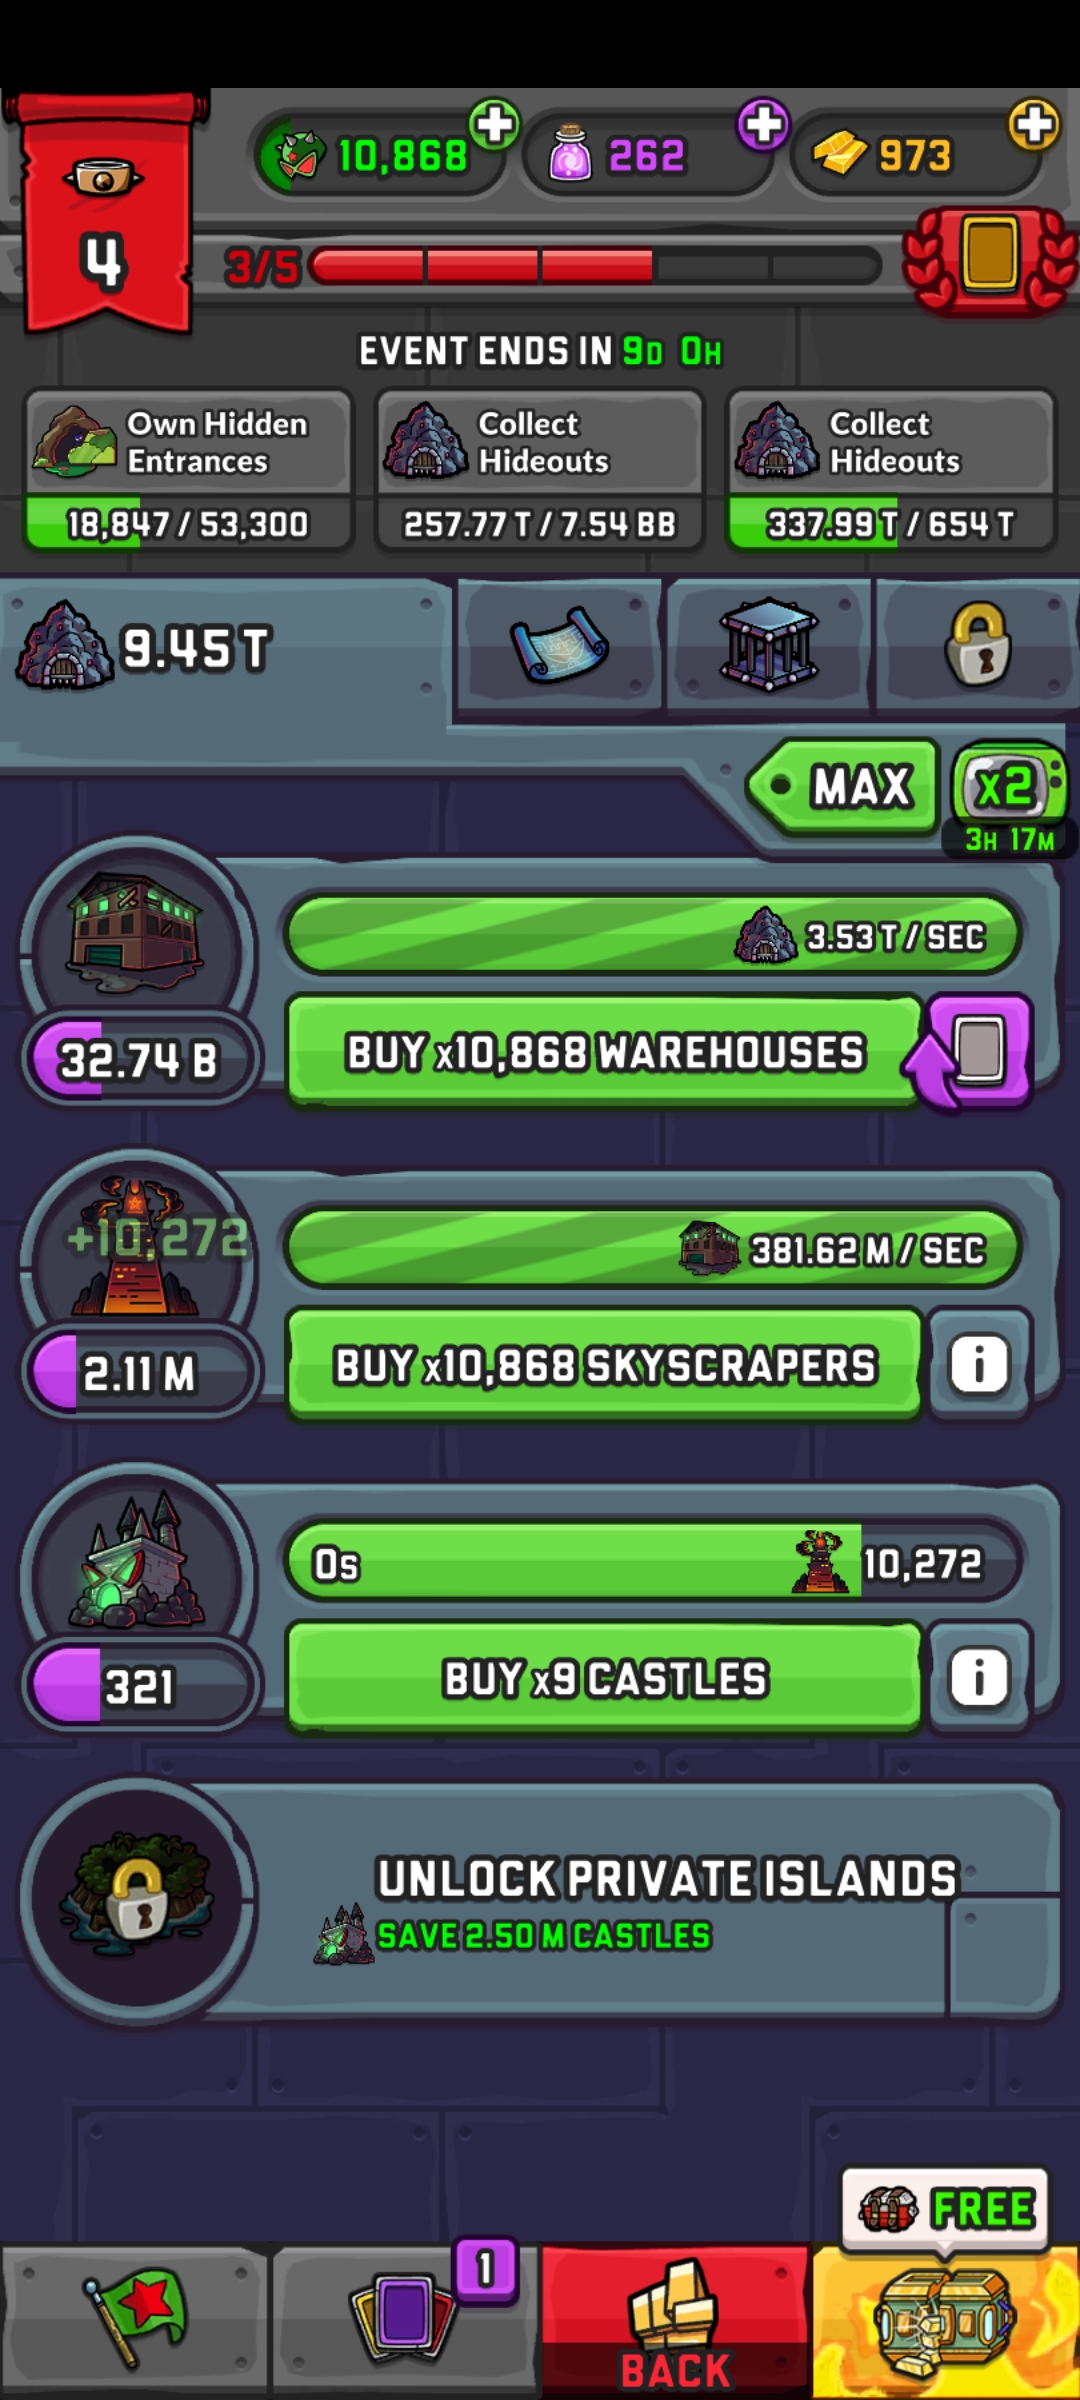 10,868
262
973
4
3/5
EVENT ENDS IN 9D 0H
Own Hidden
Entrances
18,847 / 53,300
Collect
Hideouts
257.77 T / 7.54 BB
Collect
Hideouts
337.99 T / 654 T
9.45 T
MAX
x2
3H 17M
3.53 T / SEC
32.74 B
BUY x10,868 WAREHOUSES
+10,272
381.62 M / SEC
2.11 M
BUY x10,868 SKYSCRAPERS
i
0s
10,272
321
BUY x9 CASTLES
i
UNLOCK PRIVATE ISLANDS
SAVE 2.50 M CASTLES
FREE
1
BACK